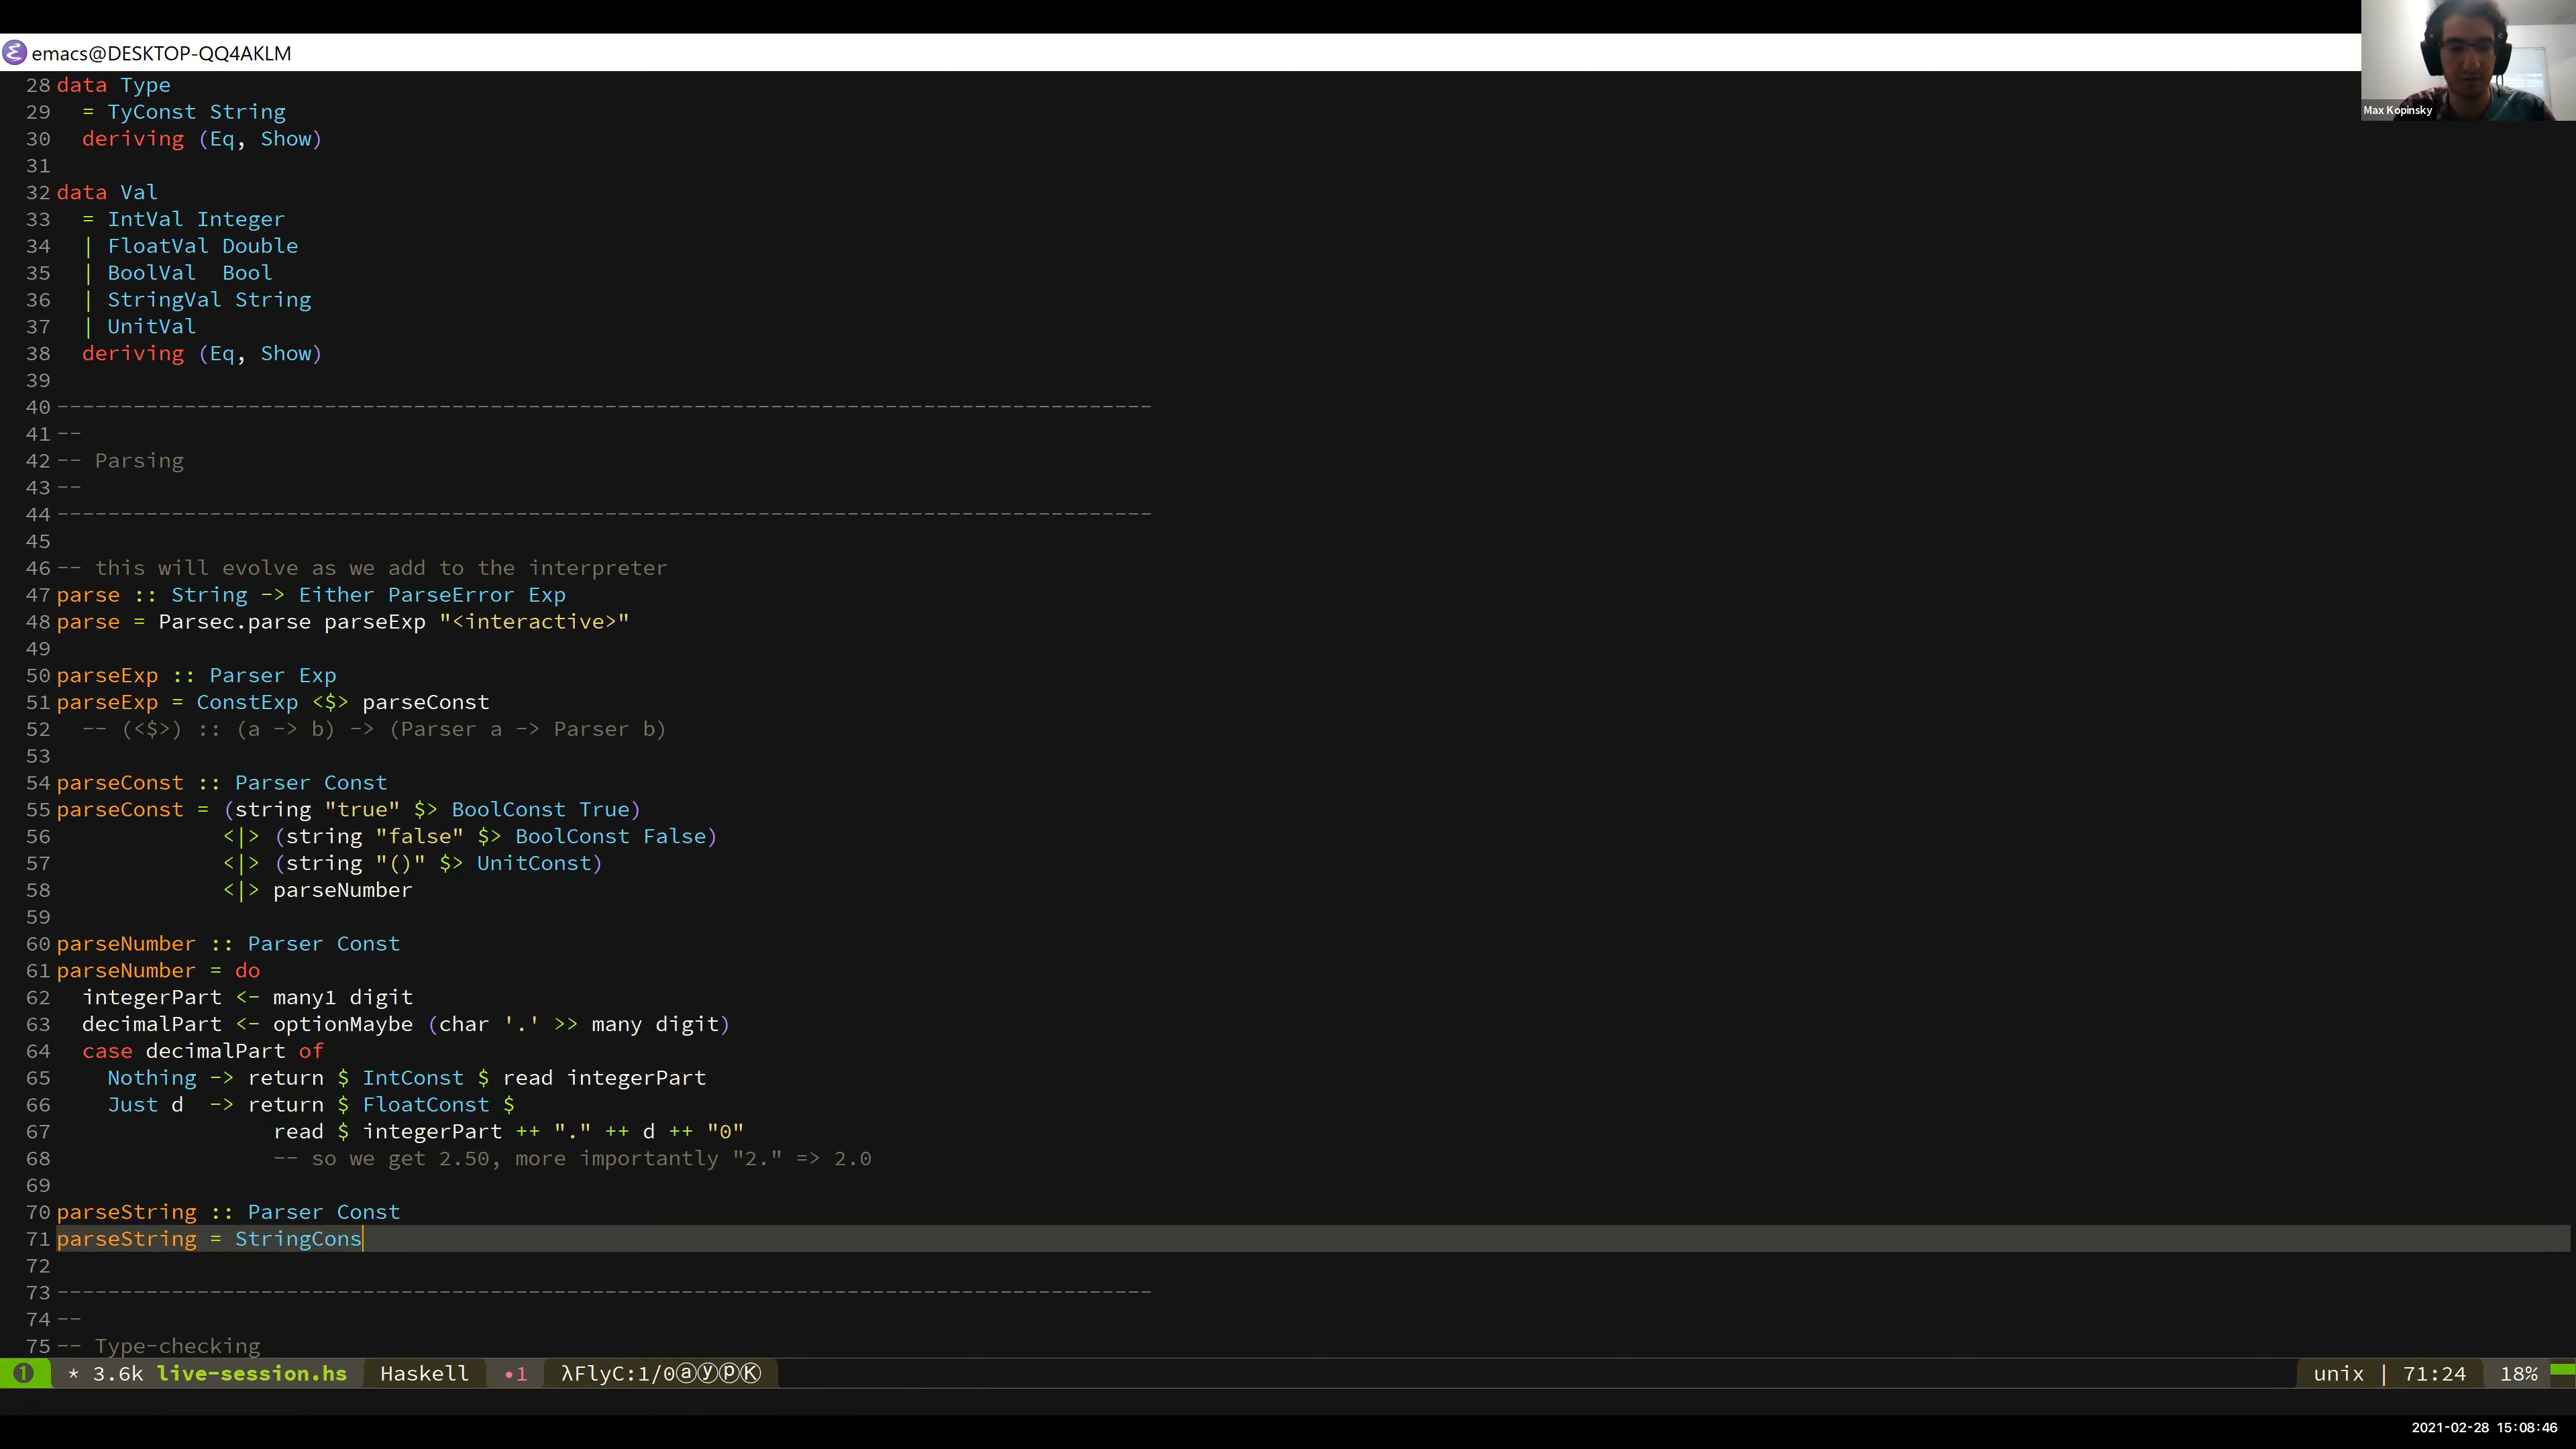 emacs@DESKTOP-QQ4AKLM
Max Kopinsky
28 data Type
29   = TyConst String
30   deriving (Eq, Show)
31
32 data Val
33   = IntVal Integer
34   | FloatVal Double
35   | BoolVal  Bool
36   | StringVal String
37   | UnitVal
38   deriving (Eq, Show)
39
40 --------------------------------------------------------------------------------------
41 --
42 -- Parsing
43 --
44 --------------------------------------------------------------------------------------
45
46 -- this will evolve as we add to the interpreter
47 parse :: String -> Either ParseError Exp
48 parse = Parsec.parse parseExp "<interactive>"
49
50 parseExp :: Parser Exp
51 parseExp = ConstExp <$> parseConst
52   -- (<$>) :: (a -> b) -> (Parser a -> Parser b)
53
54 parseConst :: Parser Const
55 parseConst = (string "true" $> BoolConst True)
56              <|> (string "false" $> BoolConst False)
57              <|> (string "()" $> UnitConst)
58              <|> parseNumber
59
60 parseNumber :: Parser Const
61 parseNumber = do
62   integerPart <- many1 digit
63   decimalPart <- optionMaybe (char '.' >> many digit)
64   case decimalPart of
65     Nothing -> return $ IntConst $ read integerPart
66     Just d  -> return $ FloatConst $
67                  read $ integerPart ++ "." ++ d ++ "0"
68                  -- so we get 2.50, more importantly "2." => 2.0
69
70 parseString :: Parser Const
71 parseString = StringCons
72
73 --------------------------------------------------------------------------------------
74 --
75 -- Type-checking
❶ * 3.6k live-session.hs Haskell •1 λFlyC:1/0ⓐⓨⓟⓀ unix | 71:24 18%
2021-02-28 15:08:46